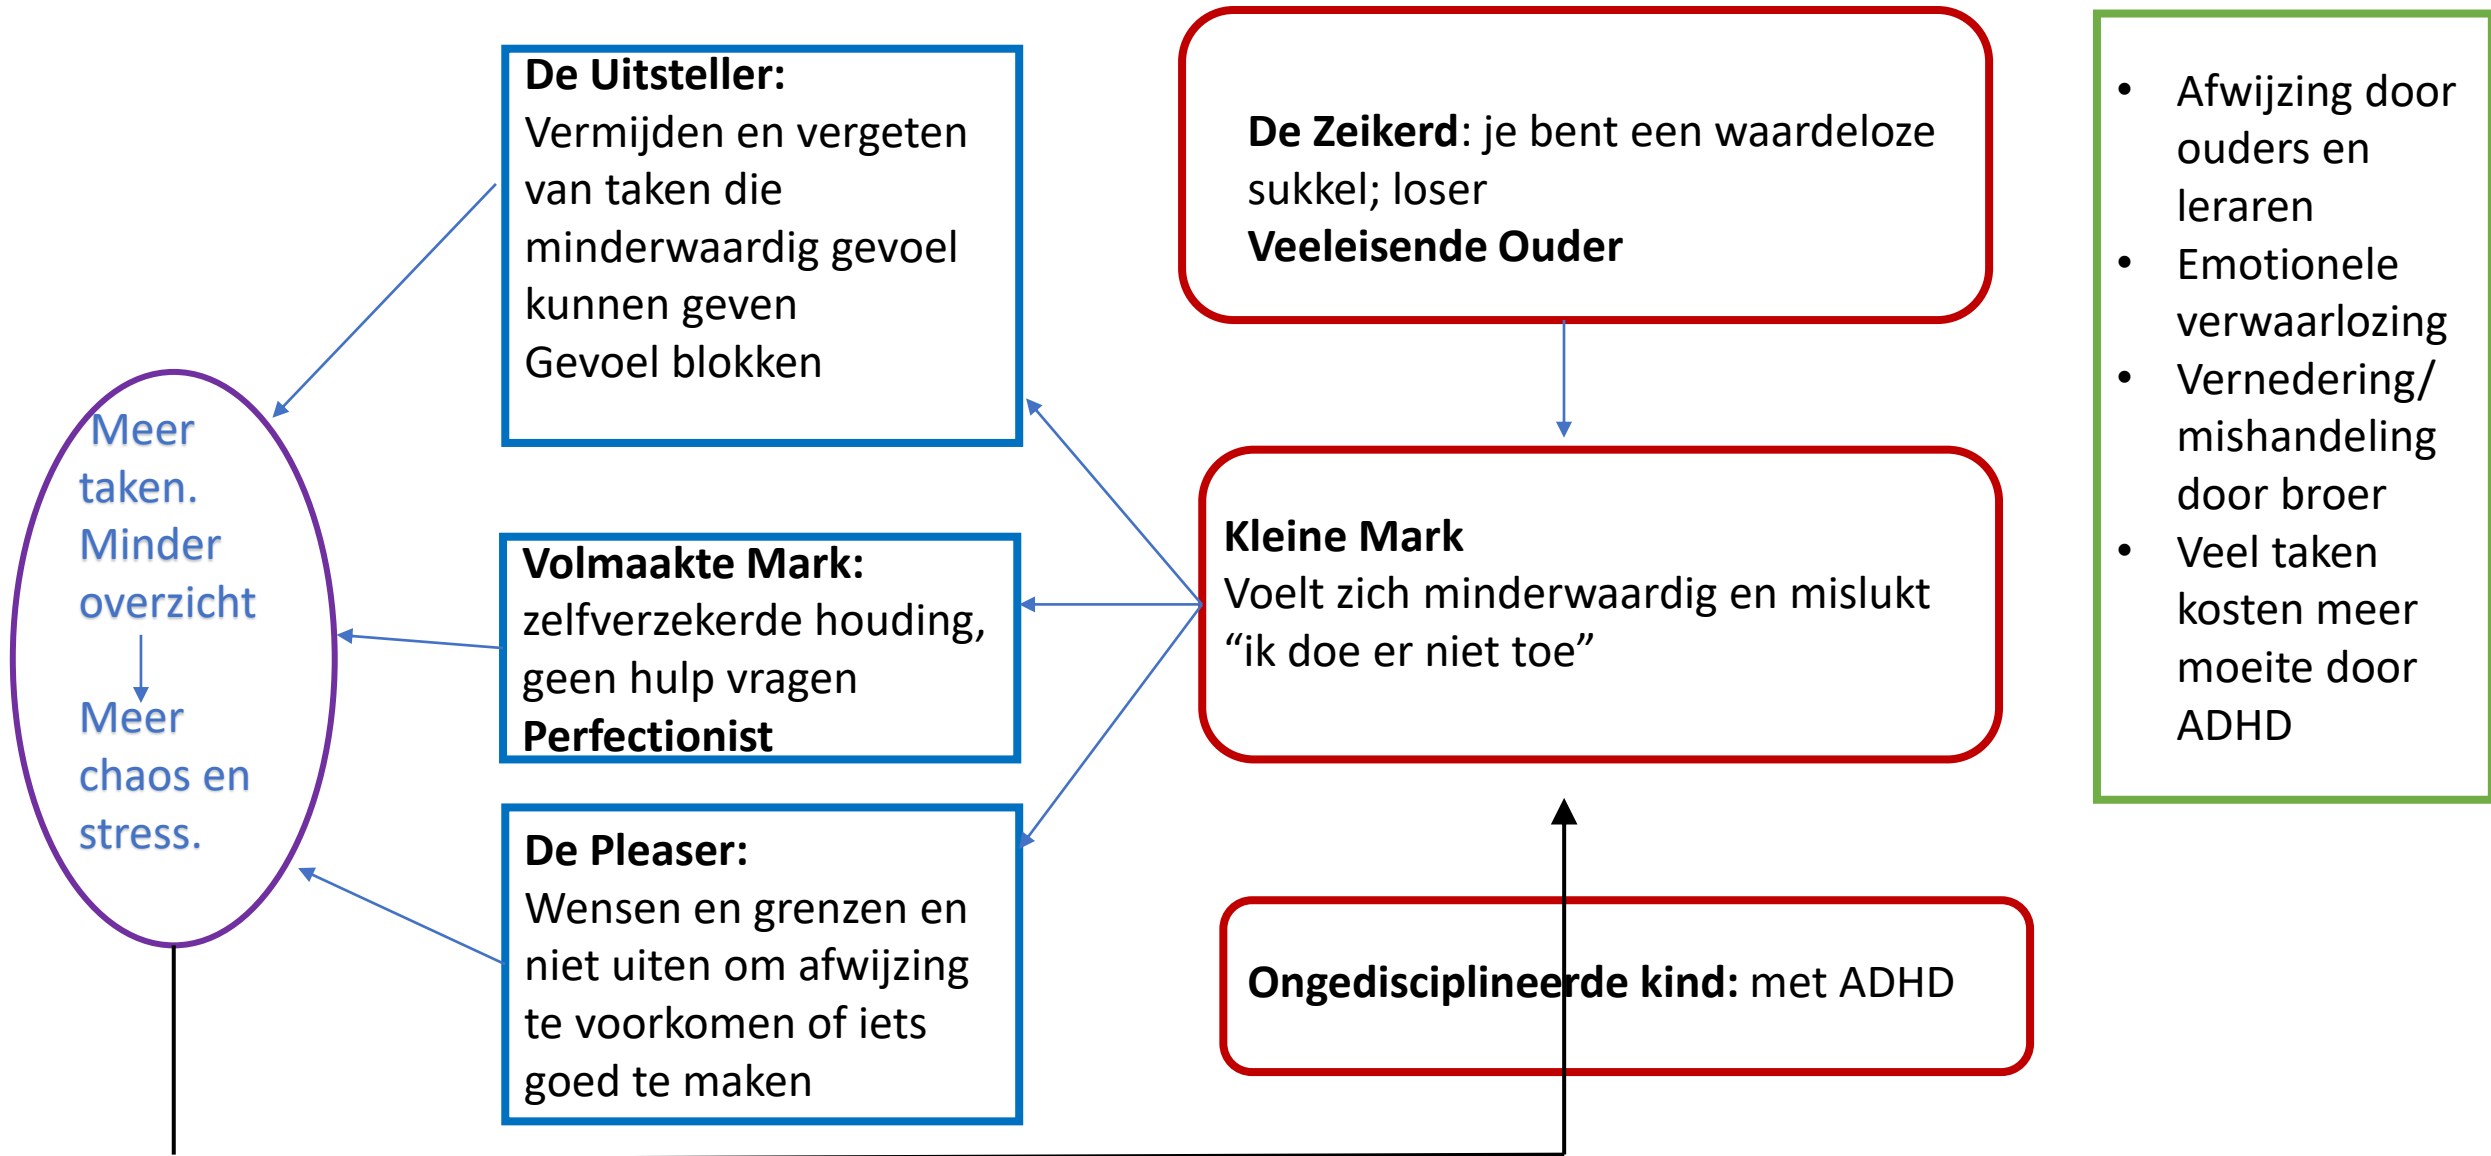 De Uitsteller:
Vermijden en vergeten
van taken die
minderwaardig gevoel
kunnen geven
Gevoel blokken
De Zeikerd: je bent een waardeloze
sukkel; loser
Veeleisende Ouder
• Afwijzing door
ouders en
leraren
• Emotionele
verwaarlozing
• Vernedering/
mishandeling
door broer
• Veel taken
kosten meer
moeite door
ADHD
Meer
taken.
Minder
overzicht
Meer
chaos en
stress.
Volmaakte Mark:
zelfverzekerde houding,
geen hulp vragen
Perfectionist
Kleine Mark
Voelt zich minderwaardig en mislukt
“ik doe er niet toe”
De Pleaser:
Wensen en grenzen en
niet uiten om afwijzing
te voorkomen of iets
goed te maken
Ongedisciplineerde kind: met ADHD